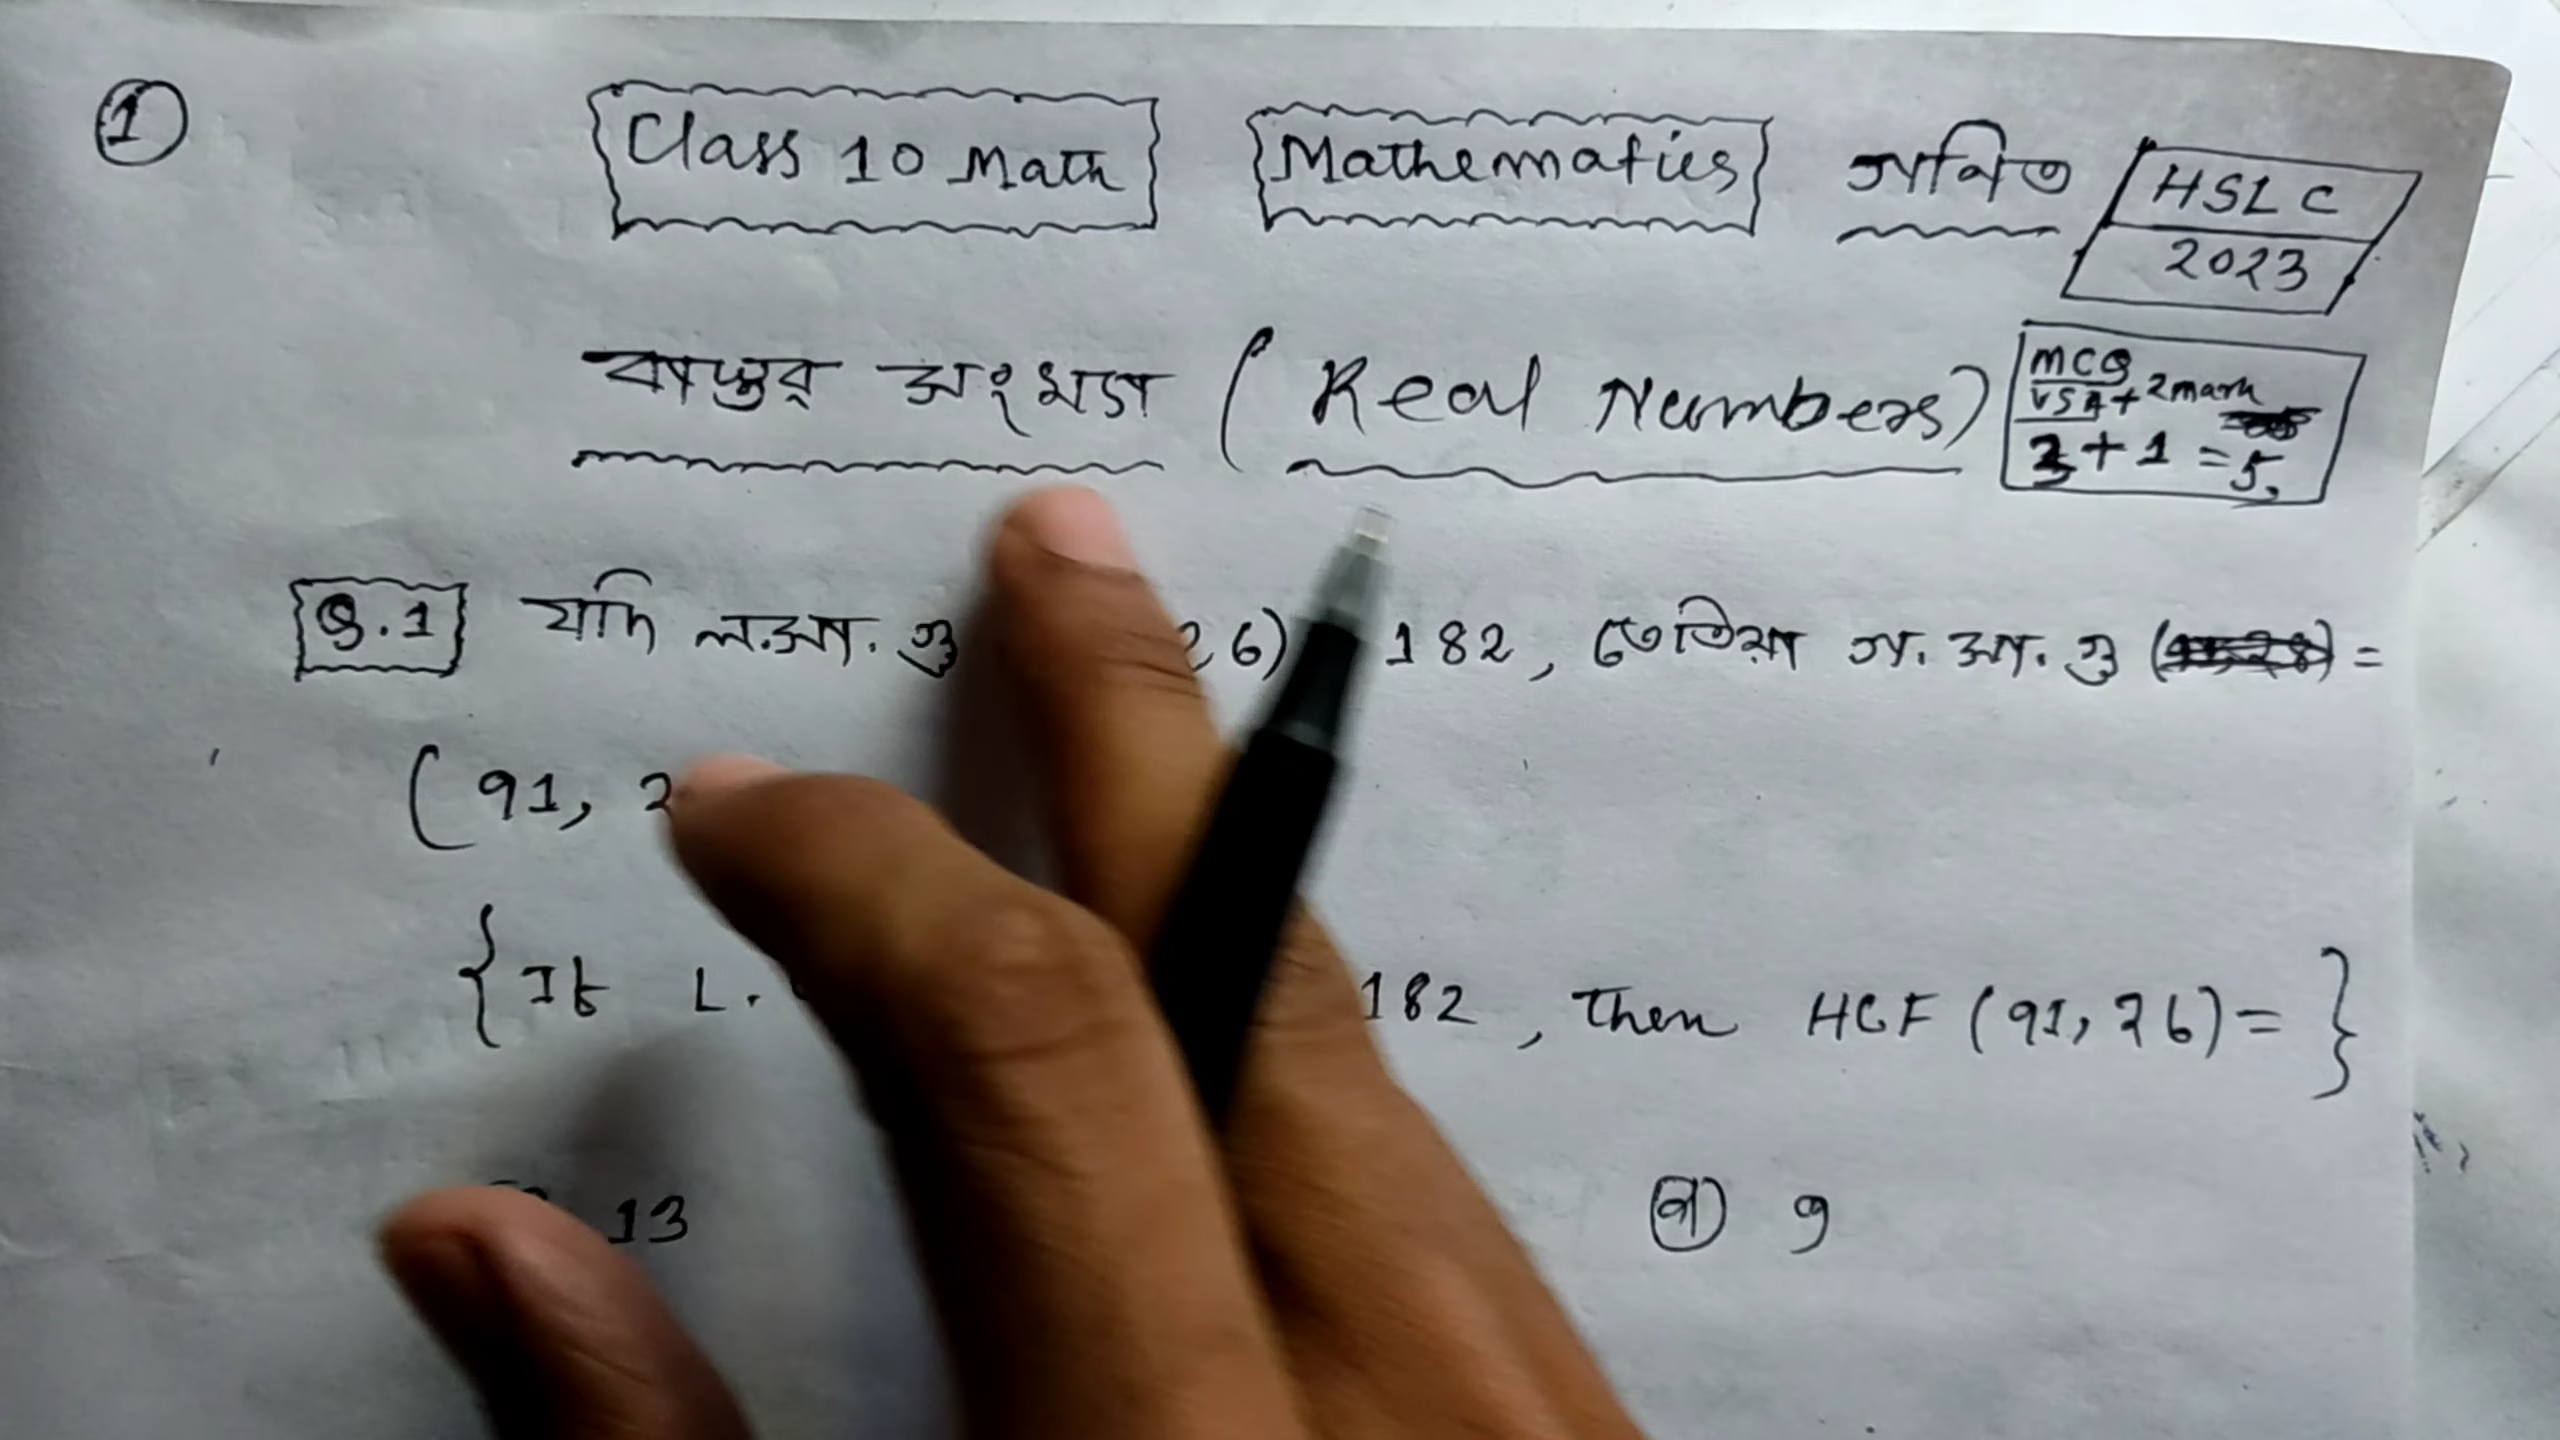 1
Class 10 Math Mathematics গণিত HSLC
2023
বাস্তৱ সংখ্যা (Real Numbers) MCQ
VSA + 2 mark
3 + 1 = 5.
Q.1 যদি ল.সা.গু 26) 182, তেতিয়া গ.সা.গু =
(91, 2
{If L. 182, then HCF (91, 26) = }
13 গ) 9